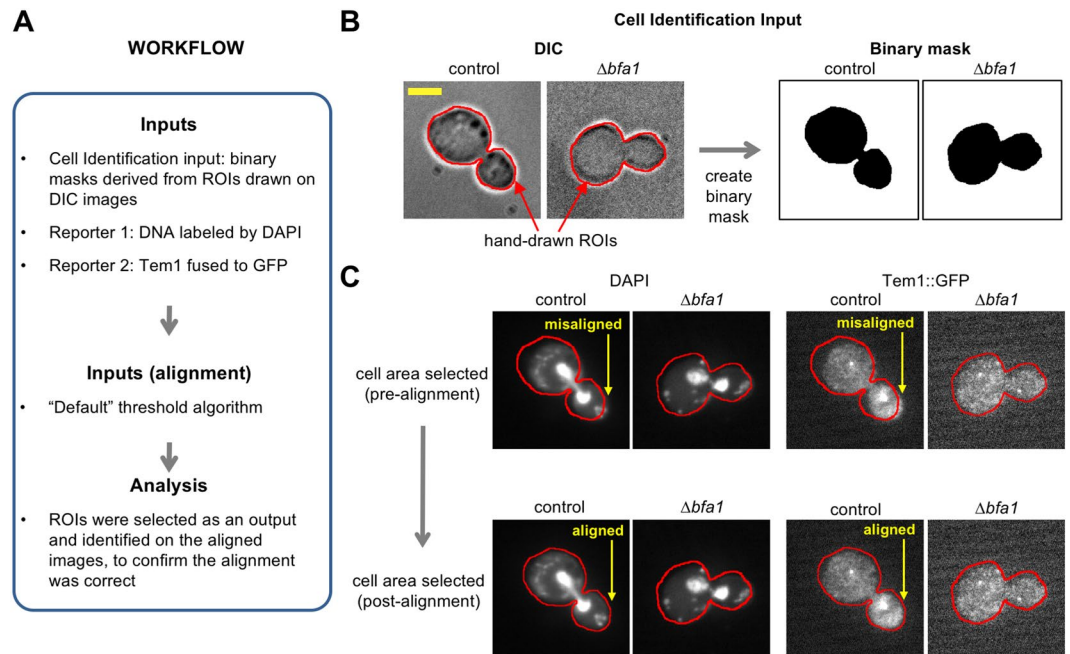 A
WORKFLOW
Inputs
• Cell Identification input: binary
masks derived from ROIs drawn on
DIC images
• Reporter 1: DNA labeled by DAPI
• Reporter 2: Tem1 fused to GFP
Inputs (alignment)
• “Default” threshold algorithm
Analysis
• ROIs were selected as an output
and identified on the aligned
images, to confirm the alignment
was correct
B
Cell Identification Input
DIC
control
Δbfa1
hand-drawn ROIs
create
binary
mask
Binary mask
control
Δbfa1
C
DAPI
Tem1::GFP
control
Δbfa1
control
Δbfa1
cell area selected
(pre-alignment)
misaligned
misaligned
control
Δbfa1
control
Δbfa1
cell area selected
(post-alignment)
aligned
aligned